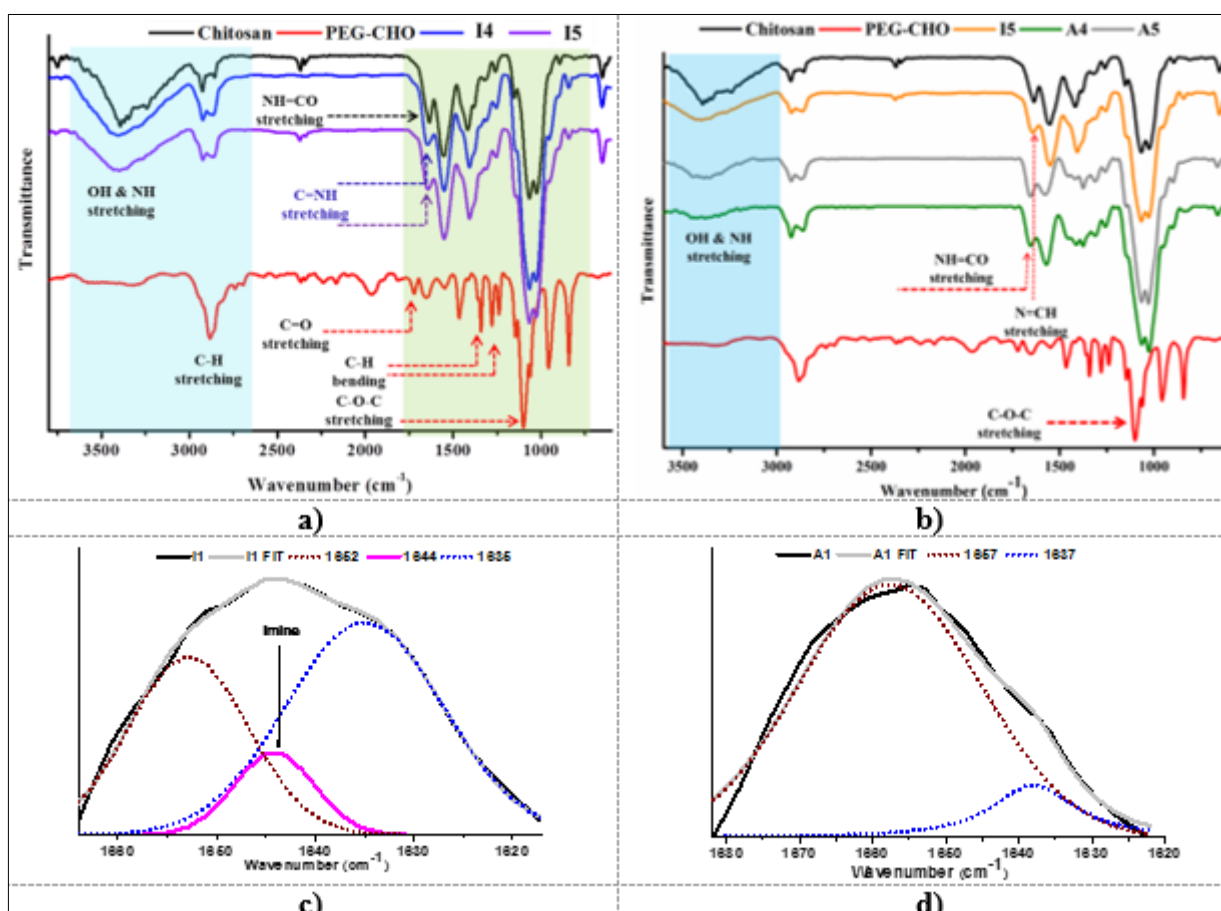 Chitosan PEG-CHO I4 I5
NH=CO
stretching
OH & NH
stretching
C=NH
stretching
C=O
stretching
C-H
stretching
C-H
bending
C-O-C
stretching
Transmittance
3500 3000 2500 2000 1500 1000
Wavenumber (cm-1)
a)
Chitosan PEG-CHO I5 A4 A5
OH & NH
stretching
NH=CO
stretching
N=CH
stretching
C-O-C
stretching
Transmittance
3500 3000 2500 2000 1500 1000
Wavenumber (cm-1)
b)
I1 I1 FIT 1652 1644 1635
Imine
1660 1650 1640 1630 1620
Wavenumber (cm-1)
c)
A1 A1 FIT 1657 1637
1680 1670 1660 1650 1640 1630 1620
Wavenumber (cm-1)
d)